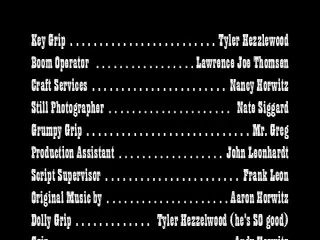 Key Grip . . . . . . . . . . . . . . . . . . . . . . . . . Tyler Hezzlewood
Boom Operator . . . . . . . . . . . . . . . . . Lawrence Joe Thomsen
Craft Services . . . . . . . . . . . . . . . . . . . . . . . Nancy Horwitz
Still Photographer . . . . . . . . . . . . . . . . . . . . . Nate Siggard
Grumpy Grip . . . . . . . . . . . . . . . . . . . . . . . . . . . . Mr. Greg
Production Assistant . . . . . . . . . . . . . . . . . . John Leonhardt
Script Supervisor . . . . . . . . . . . . . . . . . . . . . . . Frank Leon
Original Music by . . . . . . . . . . . . . . . . . . . . . Aaron Horwitz
Dolly Grip . . . . . . . . . . . . . Tyler Hezzelwood (he's SO good)